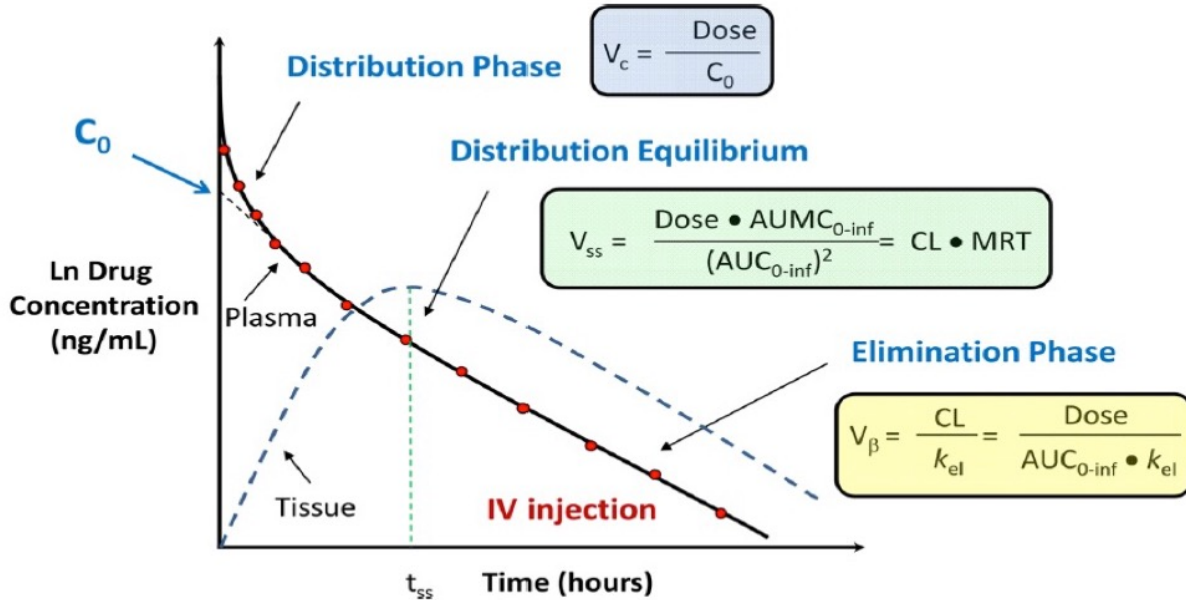 Distribution Phase
V_c = Dose / C_0
C_0
Distribution Equilibrium
V_ss = Dose • AUMC_0-inf / (AUC_0-inf)^2 = CL • MRT
Ln Drug
Concentration
(ng/mL)
Plasma
Elimination Phase
V_β = CL / k_el = Dose / AUC_0-inf • k_el
Tissue
IV injection
t_ss
Time (hours)